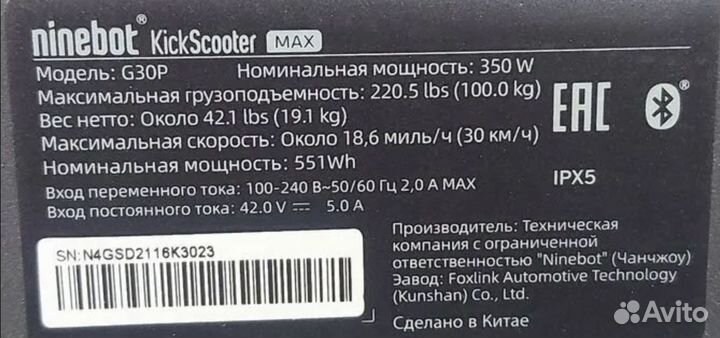 ninebot® KickScooter MAX
Модель: G30P Номинальная мощность: 350 W
Максимальная грузоподъемность: 220.5 lbs (100.0 kg)
Вес нетто: Около 42.1 lbs (19.1 kg)
Максимальная скорость: Около 18,6 миль/ч (30 км/ч)
Номинальная мощность: 551Wh
Вход переменного тока: 100-240 В~50/60 Гц 2,0 А MAX
Вход постоянного тока: 42.0 V ⎓ 5.0 A
EAC ®
IPX5
SN: N4GSD2116K3023
Производитель: Техническая
компания с ограниченной
ответственностью "Ninebot" (Чанчжоу)
Завод: Foxlink Automotive Technology
(Kunshan) Co., Ltd.
Сделано в Китае
Avito